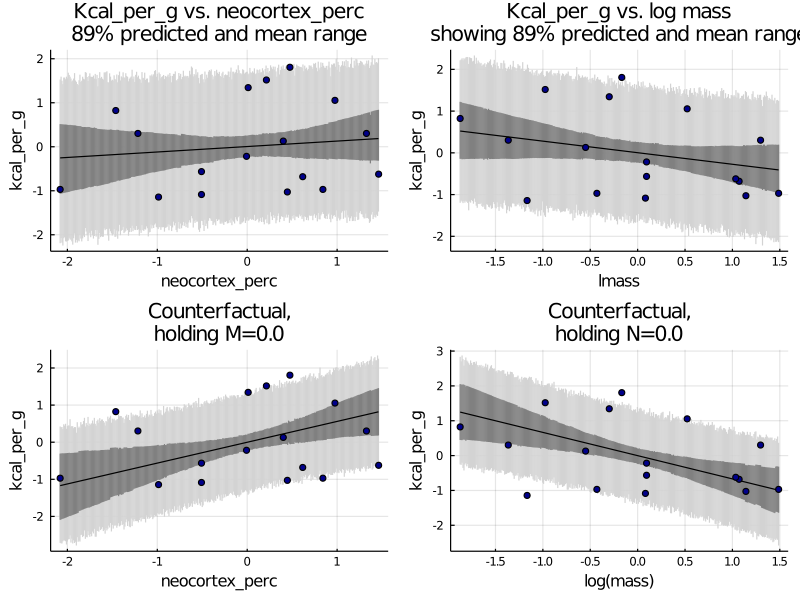 Kcal_per_g vs. neocortex_perc
89% predicted and mean range
kcal_per_g
2
1
0
-1
-2
-2
-1
0
1
neocortex_perc
Kcal_per_g vs. log mass
showing 89% predicted and mean range
kcal_per_g
2
1
0
-1
-2
-1.5
-1.0
-0.5
0.0
0.5
1.0
1.5
lmass
Counterfactual,
holding M=0.0
kcal_per_g
2
1
0
-1
-2
-2
-1
0
1
neocortex_perc
Counterfactual,
holding N=0.0
kcal_per_g
3
2
1
0
-1
-2
-1.5
-1.0
-0.5
0.0
0.5
1.0
1.5
log(mass)